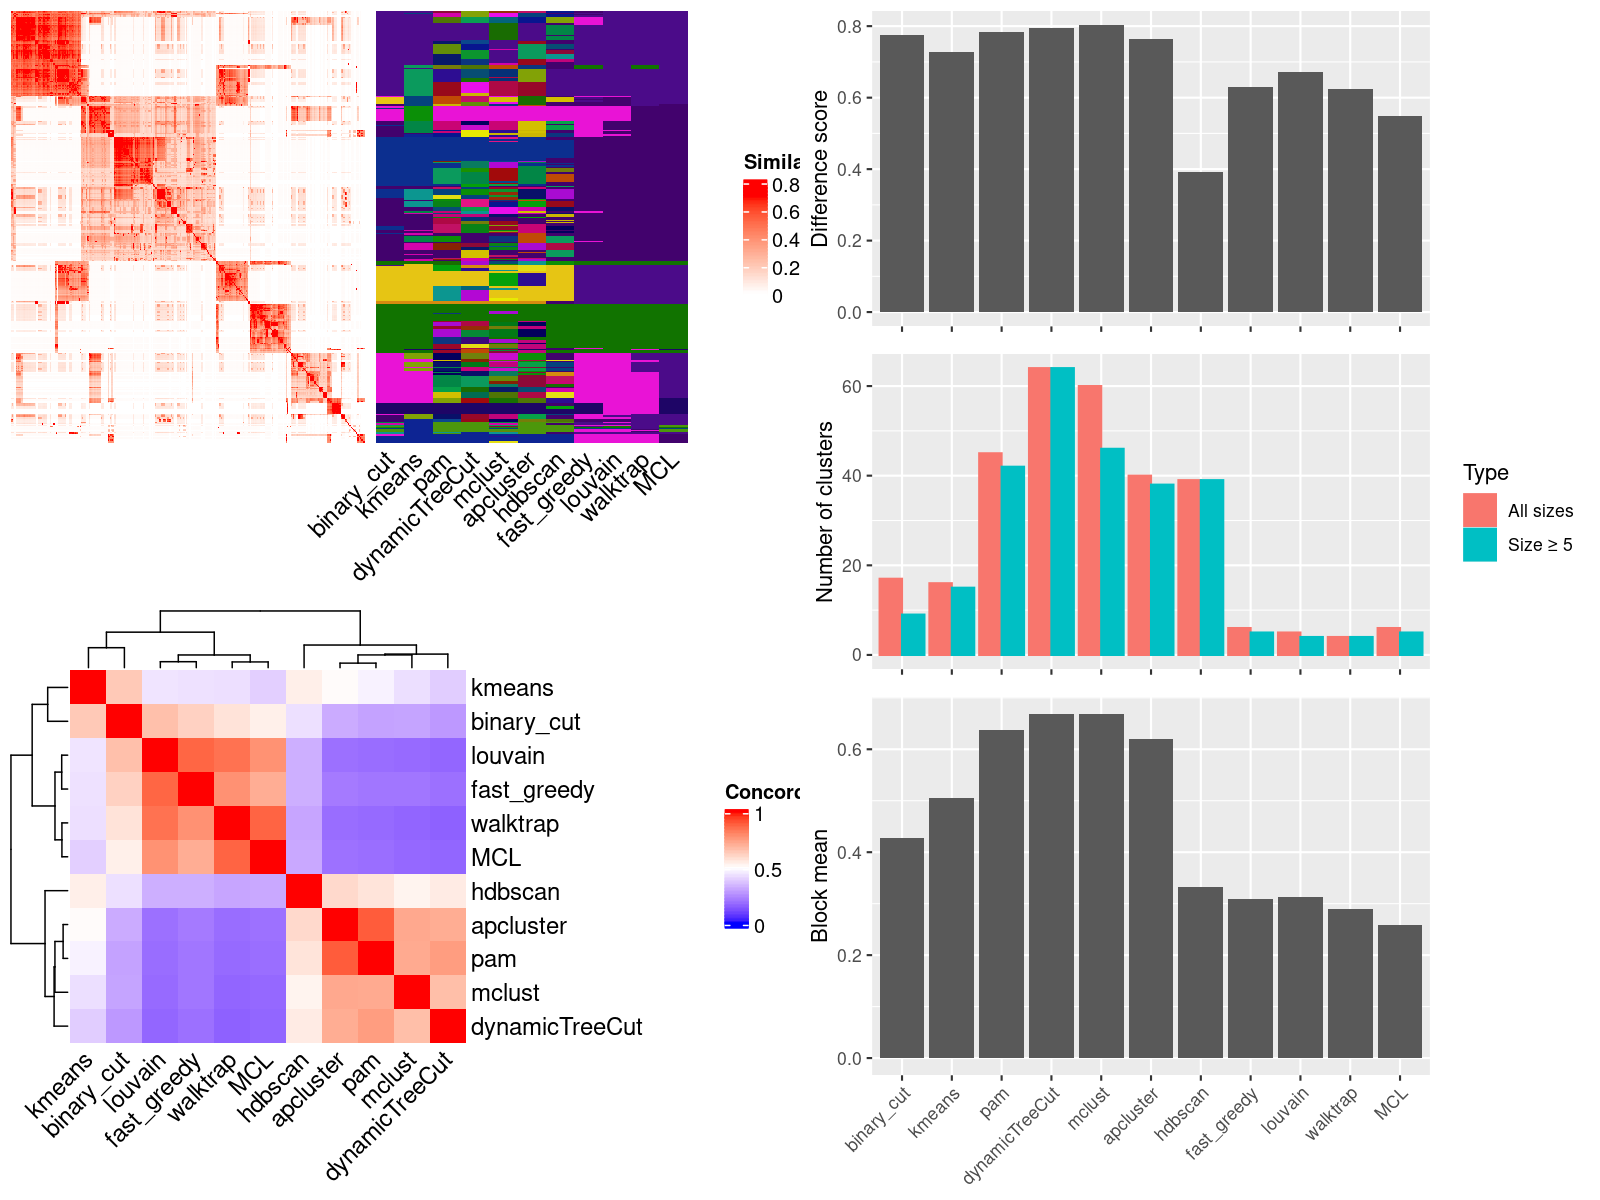 Simila
0.8
0.6
0.4
0.2
0
binary_cut
kmeans
pam
dynamicTreeCut
mclust
apcluster
hdbscan
fast_greedy
louvain
walktrap
MCL
kmeans
binary_cut
louvain
fast_greedy
walktrap
MCL
hdbscan
apcluster
pam
mclust
dynamicTreeCut
Concord
1
0.5
0
kmeans
binary_cut
louvain
fast_greedy
walktrap
MCL
hdbscan
apcluster
pam
mclust
dynamicTreeCut
Difference score
0.8
0.6
0.4
0.2
0.0
Number of clusters
60
40
20
0
Type
All sizes
Size ≥ 5
Block mean
0.6
0.4
0.2
0.0
binary_cut
kmeans
pam
dynamicTreeCut
mclust
apcluster
hdbscan
fast_greedy
louvain
walktrap
MCL